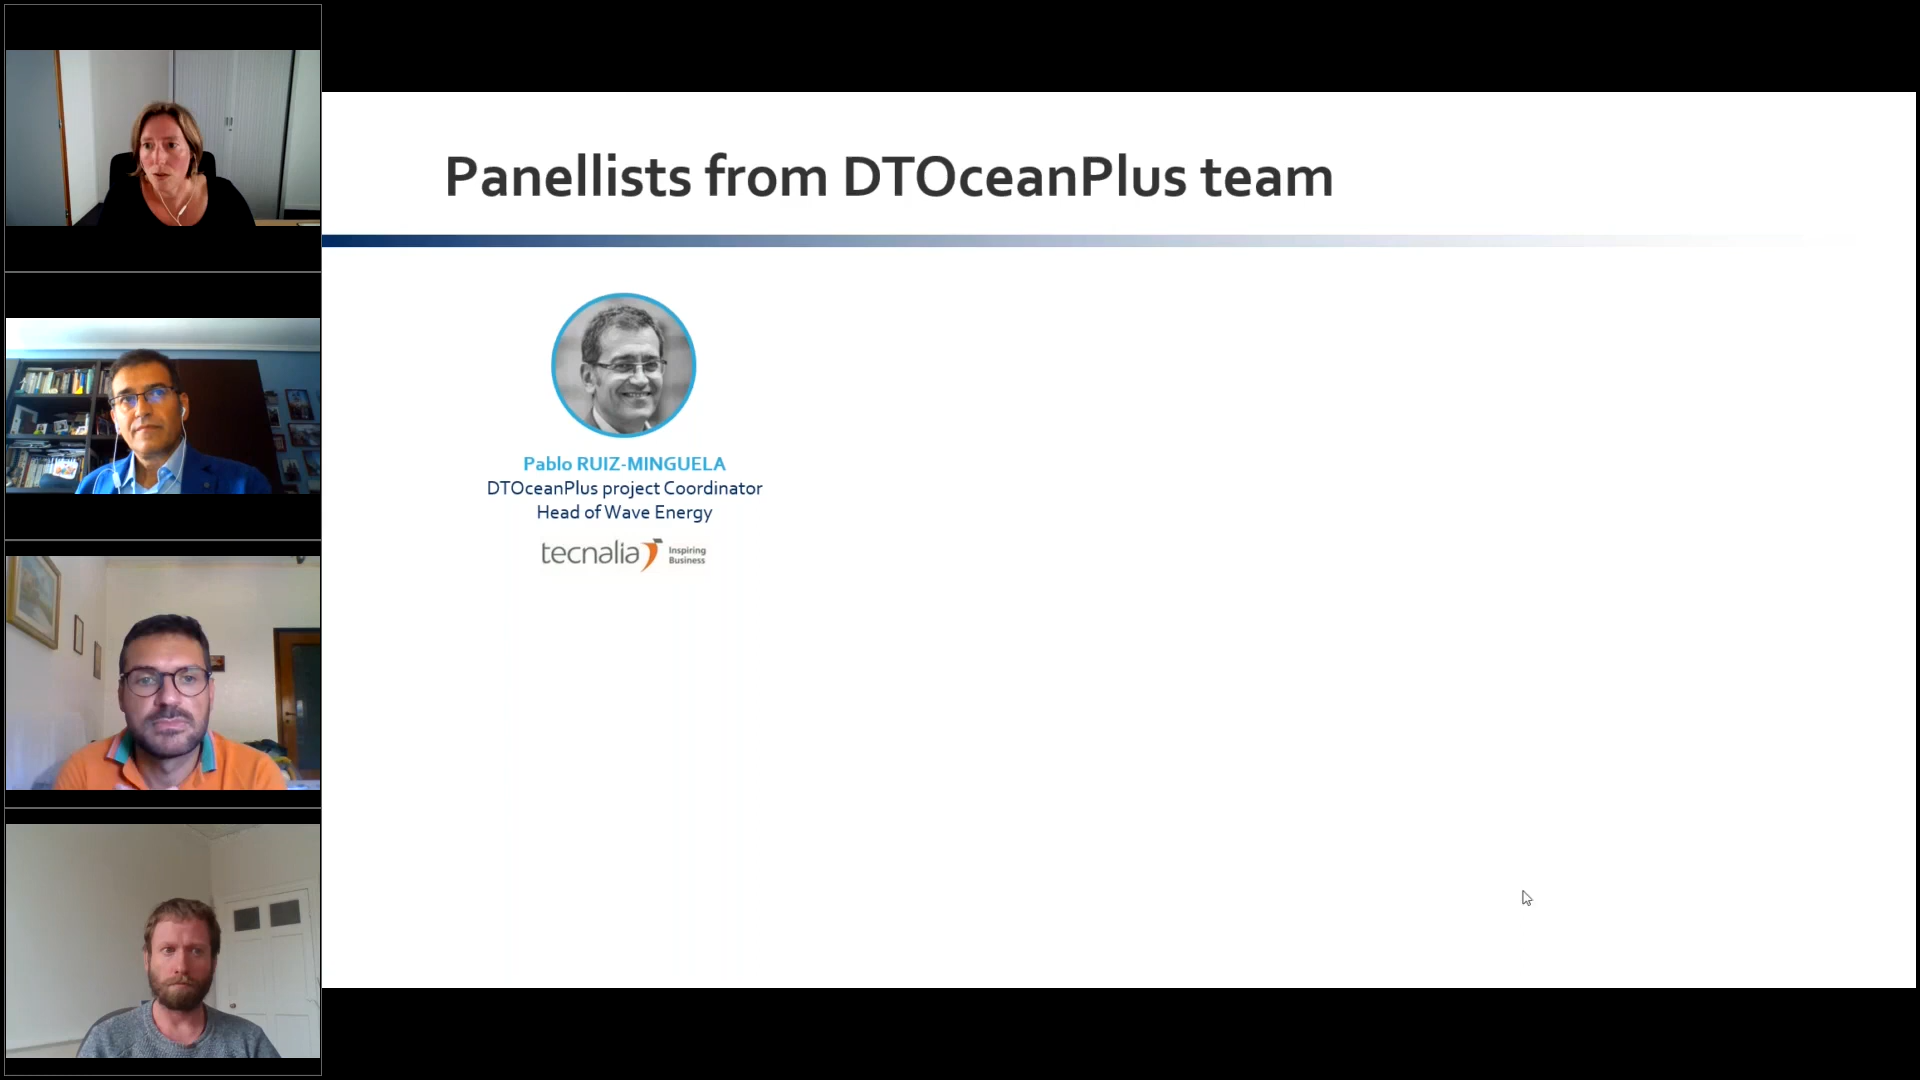 Panellists from DTOceanPlus team
Pablo RUIZ-MINGUELA
DTOceanPlus project Coordinator
Head of Wave Energy
tecnalia Inspiring
Business